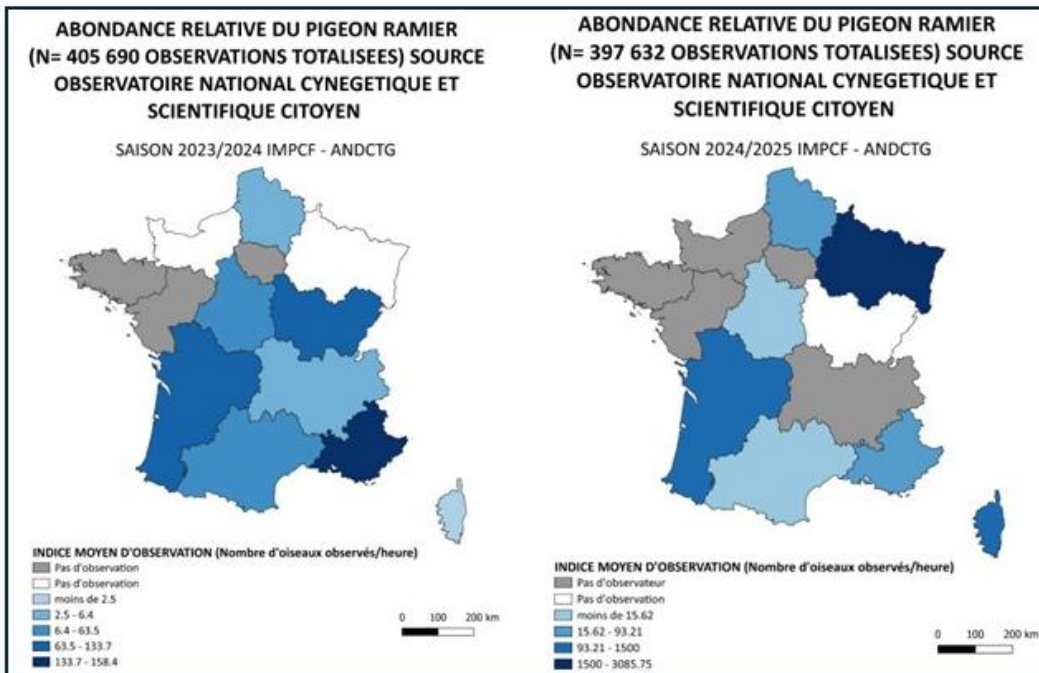 ABONDANCE RELATIVE DU PIGEON RAMIER
(N= 405 690 OBSERVATIONS TOTALISEES) SOURCE
OBSERVATOIRE NATIONAL CYNEGETIQUE ET
SCIENTIFIQUE CITOYEN
SAISON 2023/2024 IMPCF - ANDCTG
INDICE MOYEN D'OBSERVATION (Nombre d'oiseaux observés/heure)
Pas d'observation
Pas d'observation
moins de 2.5
2.5 - 6.4
6.4 - 63.5
63.5 - 133.7
133.7 - 158.4
0 100 200 km
ABONDANCE RELATIVE DU PIGEON RAMIER
(N= 397 632 OBSERVATIONS TOTALISEES) SOURCE
OBSERVATOIRE NATIONAL CYNEGETIQUE ET
SCIENTIFIQUE CITOYEN
SAISON 2024/2025 IMPCF - ANDCTG
INDICE MOYEN D'OBSERVATION (Nombre d'oiseaux observés/heure)
Pas d'observateur
Pas d'observation
moins de 15.62
15.62 - 93.21
93.21 - 1500
1500 - 3085.75
0 100 200 km